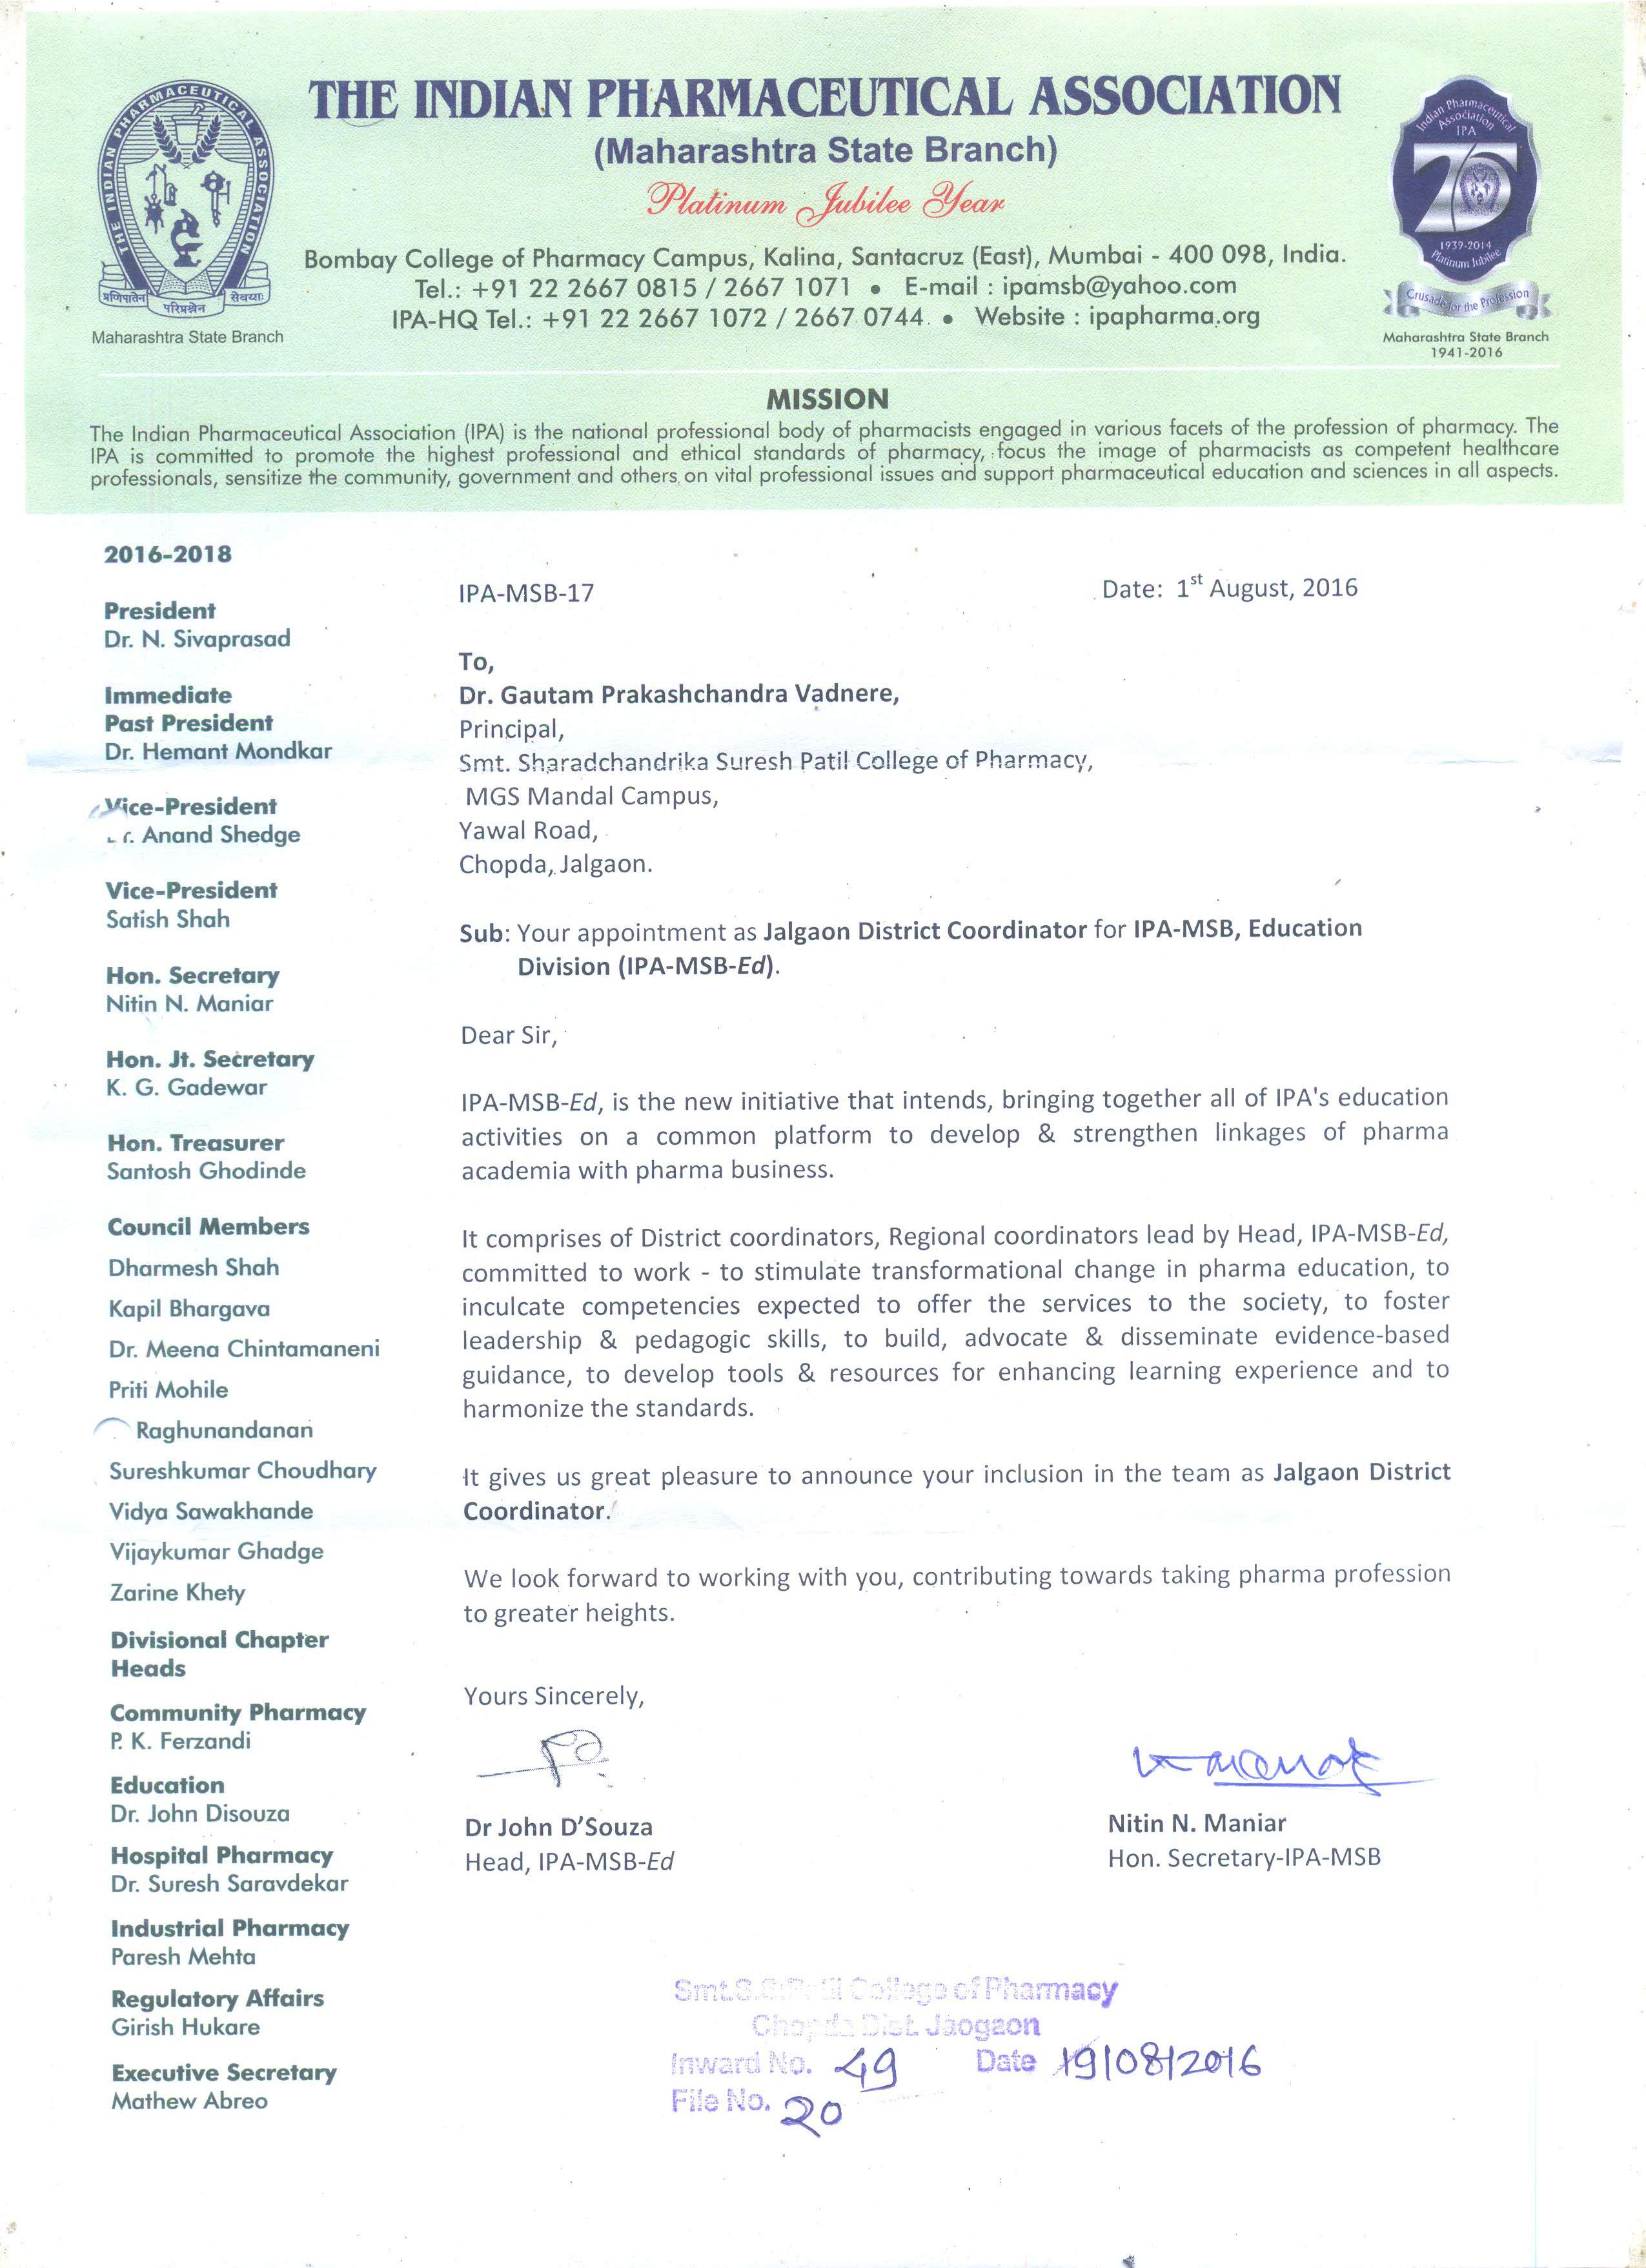 THE INDIAN PHARMACEUTICAL ASSOCIATION
(Maharashtra State Branch)
Platinum Jubilee Year
Bombay College of Pharmacy Campus, Kalina, Santacruz (East), Mumbai - 400 098, India.
Tel.: +91 22 2667 0815 / 2667 1071 • E-mail : ipamsb@yahoo.com
IPA-HQ Tel.: +91 22 2667 1072 / 2667 0744. • Website : ipapharma.org
THE INDIAN PHARMACEUTICAL ASSOCIATION
प्रणिपातेन
परिप्रश्नेन
सेवया:
Maharashtra State Branch
Indian Pharmaceutical
Association
IPA
75
1939-2014
Platinum Jubilee
Crusade for the Profession
Maharashtra State Branch
1941-2016
MISSION
The Indian Pharmaceutical Association (IPA) is the national professional body of pharmacists engaged in various facets of the profession of pharmacy. The
IPA is committed to promote the highest professional and ethical standards of pharmacy, focus the image of pharmacists as competent healthcare
professionals, sensitize the community, government and others on vital professional issues and support pharmaceutical education and sciences in all aspects.
2016-2018
President
Dr. N. Sivaprasad
Immediate
Past President
Dr. Hemant Mondkar
Vice-President
r. Anand Shedge
Vice-President
Satish Shah
Hon. Secretary
Nitin N. Maniar
Hon. Jt. Secretary
K. G. Gadewar
Hon. Treasurer
Santosh Ghodinde
Council Members
Dharmesh Shah
Kapil Bhargava
Dr. Meena Chintamaneni
Priti Mohile
Raghunandanan
Sureshkumar Choudhary
Vidya Sawakhande
Vijaykumar Ghadge
Zarine Khety
Divisional Chapter
Heads
Community Pharmacy
P. K. Ferzandi
Education
Dr. John Disouza
Hospital Pharmacy
Dr. Suresh Saravdekar
Industrial Pharmacy
Paresh Mehta
Regulatory Affairs
Girish Hukare
Executive Secretary
Mathew Abreo
IPA-MSB-17
Date: 1st August, 2016
To,
Dr. Gautam Prakashchandra Vadnere,
Principal,
Smt. Sharadchandrika Suresh Patil College of Pharmacy,
MGS Mandal Campus,
Yawal Road,
Chopda, Jalgaon.
Sub: Your appointment as Jalgaon District Coordinator for IPA-MSB, Education
Division (IPA-MSB-Ed).
Dear Sir,
IPA-MSB-Ed, is the new initiative that intends, bringing together all of IPA's education
activities on a common platform to develop & strengthen linkages of pharma
academia with pharma business.
It comprises of District coordinators, Regional coordinators lead by Head, IPA-MSB-Ed,
committed to work - to stimulate transformational change in pharma education, to
inculcate competencies expected to offer the services to the society, to foster
leadership & pedagogic skills, to build, advocate & disseminate evidence-based
guidance, to develop tools & resources for enhancing learning experience and to
harmonize the standards.
It gives us great pleasure to announce your inclusion in the team as Jalgaon District
Coordinator.
We look forward to working with you, contributing towards taking pharma profession
to greater heights.
Yours Sincerely,
Dr John D'Souza
Head, IPA-MSB-Ed
Nitin N. Maniar
Hon. Secretary-IPA-MSB
Smt.S.S.Patil College of Pharmacy
Chopda Dist. Jaogaon
Inward No. 49 Date 19/08/2016
File No. 20